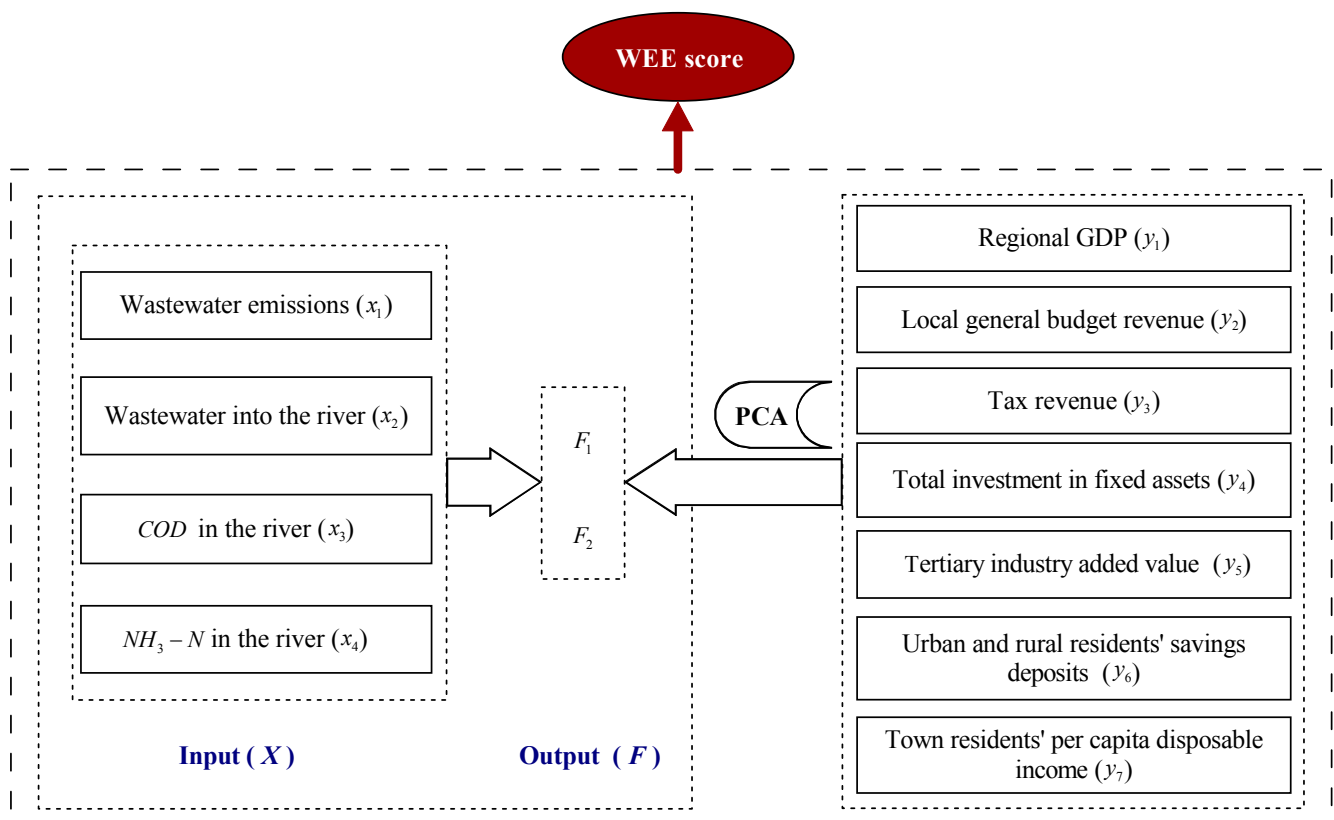 WEE score
Wastewater emissions (x₁)
Wastewater into the river (x₂)
COD in the river (x₃)
NH₃ – N in the river (x₄)
Input ( X )
F₁
F₂
Output ( F )
PCA
Regional GDP (y₁)
Local general budget revenue (y₂)
Tax revenue (y₃)
Total investment in fixed assets (y₄)
Tertiary industry added value (y₅)
Urban and rural residents' savings
deposits (y₆)
Town residents' per capita disposable
income (y₇)